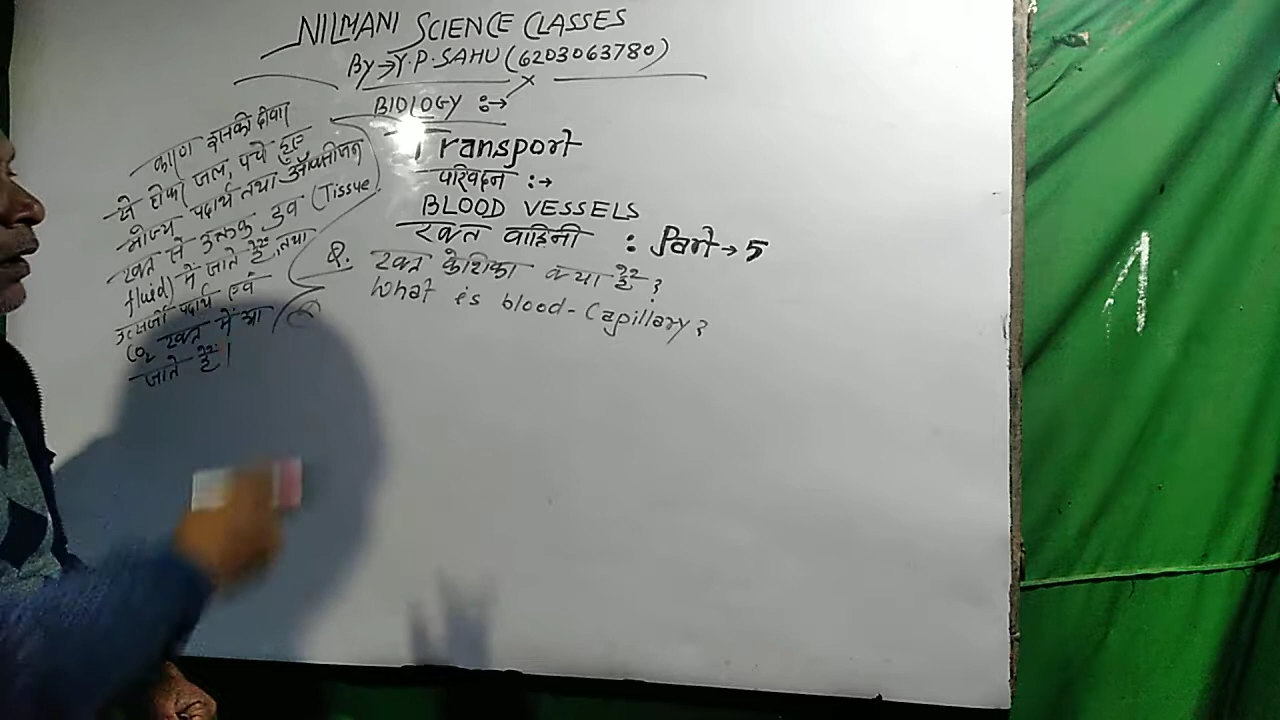 NILMANI SCIENCE CLASSES
By → Y.P.SAHU (6203063780)
BIOLOGY :→
Transport
परिवहन :→
BLOOD VESSELS
रक्त वाहिनी : Part → 5
Q. रक्त केशिका क्या है?
What is blood-Capillary?
कारण इसकी दीवार
से होकर जल, पचे हुए
भोज्य पदार्थ तथा ऑक्सीजन
रक्त से ऊतक द्रव (Tissue
fluid) में जाते हैं तथा
उत्सर्जी पदार्थ एवं
CO2 रक्त में आ
जाते हैं।